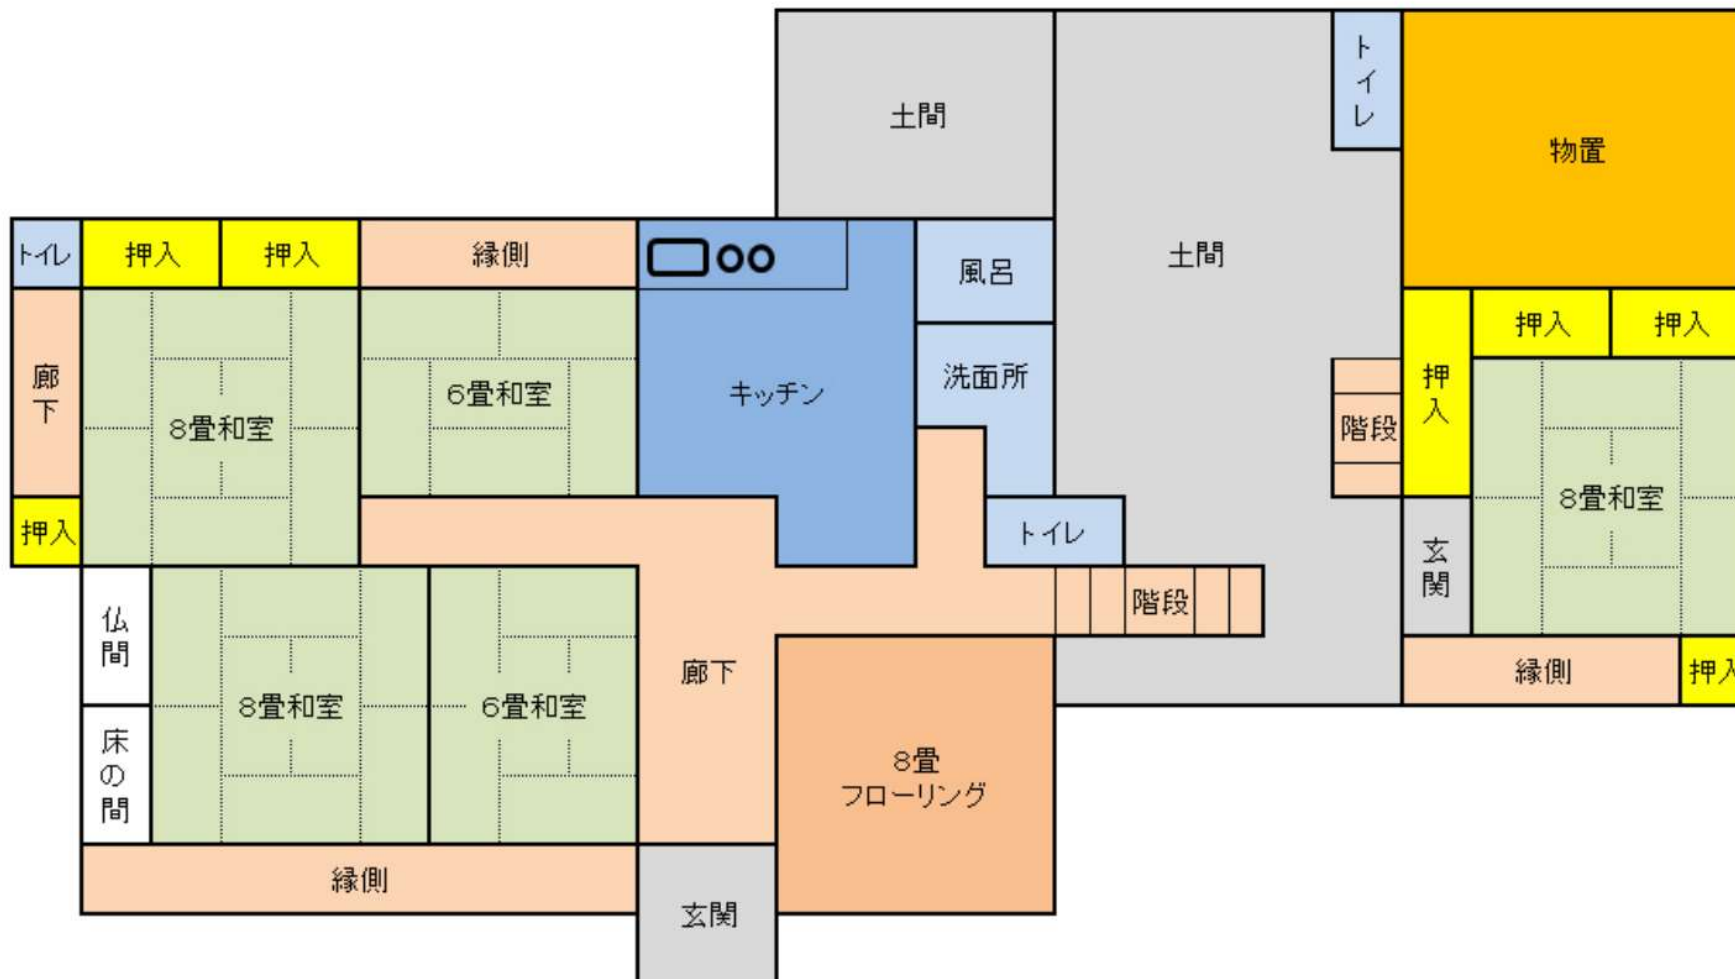 土間
トイレ
物置
土間
トイレ
押入
押入
縁側
風呂
押入
押入
廊下
8畳和室
6畳和室
キッチン
洗面所
押入
階段
8畳和室
押入
トイレ
玄関
仏間
階段
8畳和室
6畳和室
廊下
縁側
押入
床の間
8畳
フローリング
縁側
玄関